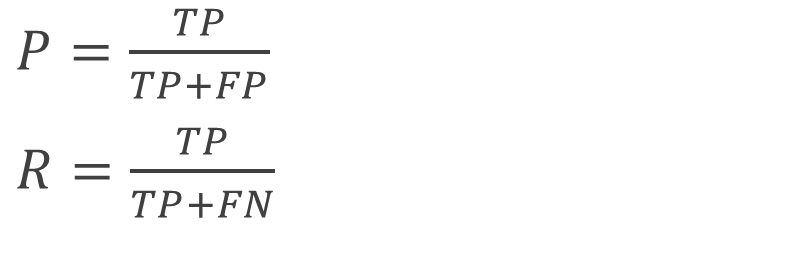 P = TP / TP+FP
R = TP / TP+FN